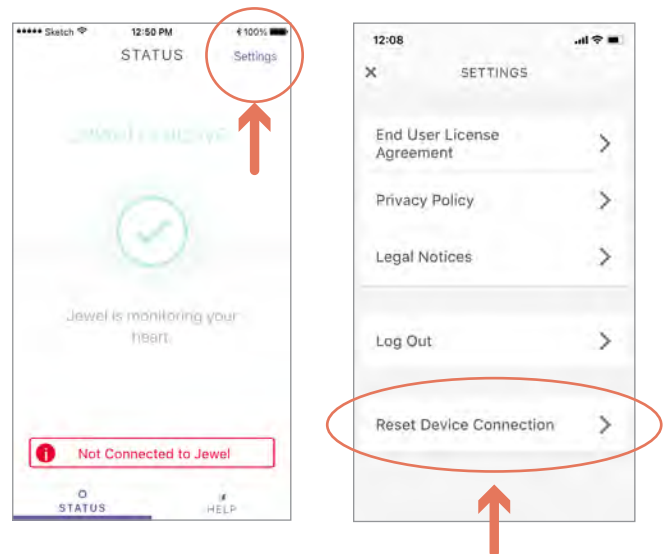 Sketch 12:50 PM 100%
STATUS Settings
Jewel is monitoring your
heart.
Not Connected to Jewel
STATUS HELP
12:08
SETTINGS
End User License
Agreement
Privacy Policy
Legal Notices
Log Out
Reset Device Connection